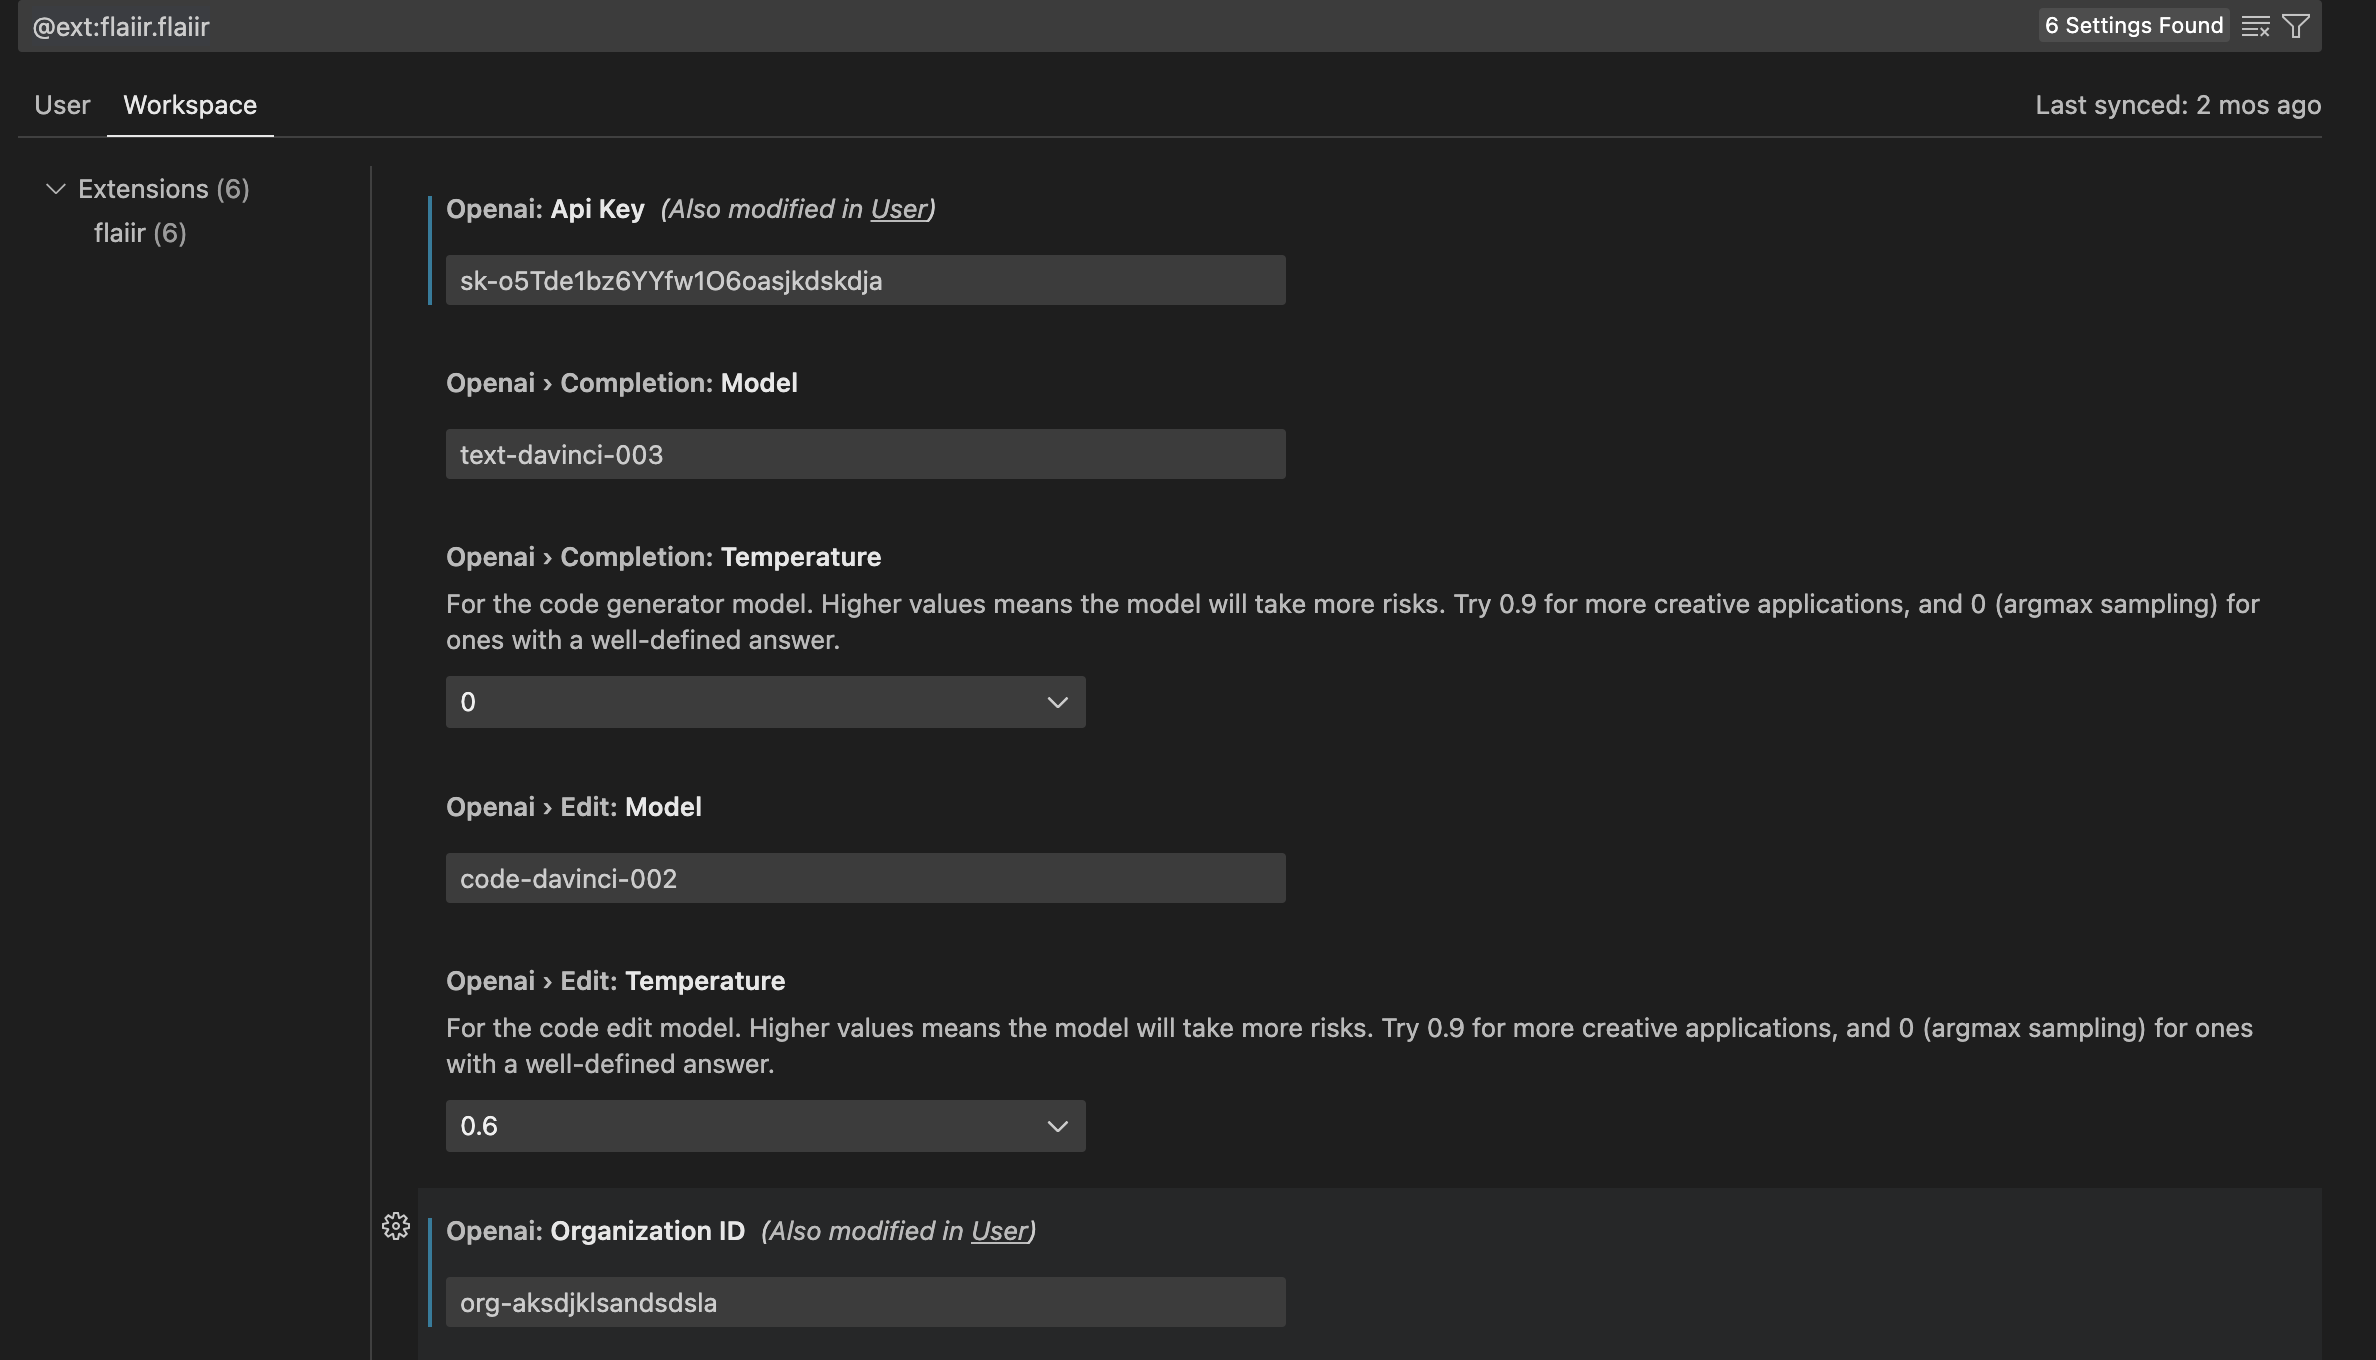 @ext:flaiir.flaiir
6 Settings Found
User
Workspace
Last synced: 2 mos ago
Extensions (6)
flaiir (6)
Openai: Api Key (Also modified in User)
sk-o5Tde1bz6YYfw1O6oasjkdskdja
Openai › Completion: Model
text-davinci-003
Openai › Completion: Temperature
For the code generator model. Higher values means the model will take more risks. Try 0.9 for more creative applications, and 0 (argmax sampling) for
ones with a well-defined answer.
0
Openai › Edit: Model
code-davinci-002
Openai › Edit: Temperature
For the code edit model. Higher values means the model will take more risks. Try 0.9 for more creative applications, and 0 (argmax sampling) for ones
with a well-defined answer.
0.6
Openai: Organization ID (Also modified in User)
org-aksdjklsandsdsla